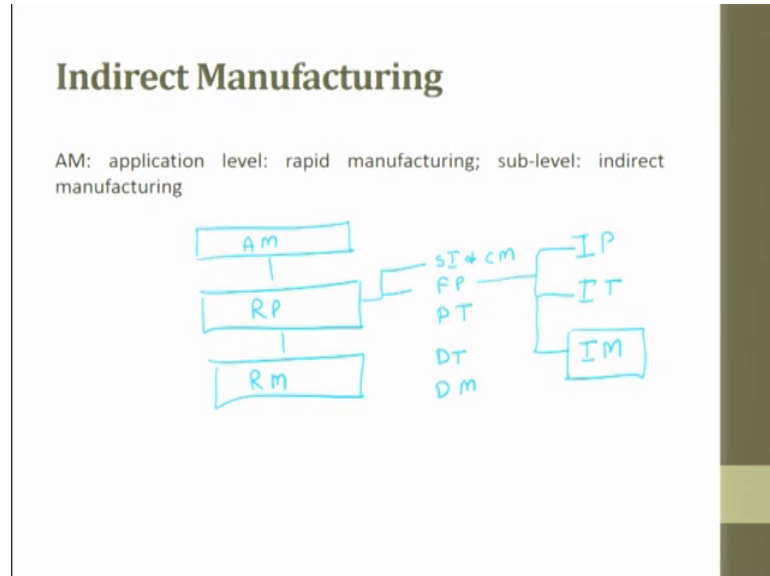 Indirect Manufacturing
AM: application level: rapid manufacturing; sub-level: indirect
manufacturing
AM
RP
RM
SI & CM
FP
PT
DT
DM
IP
IT
IM